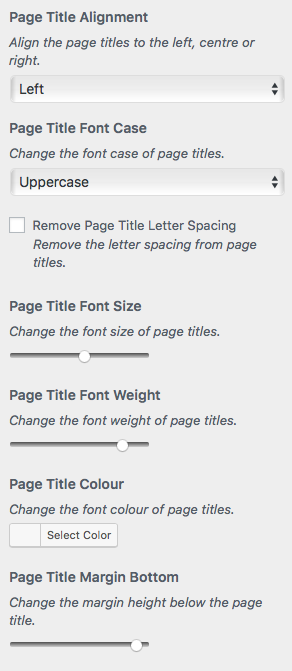 Page Title Alignment
Align the page titles to the left, centre or
right.
Left
Page Title Font Case
Change the font case of page titles.
Uppercase
Remove Page Title Letter Spacing
Remove the letter spacing from page
titles.
Page Title Font Size
Change the font size of page titles.
Page Title Font Weight
Change the font weight of page titles.
Page Title Colour
Change the font colour of page titles.
Select Color
Page Title Margin Bottom
Change the margin height below the page
title.